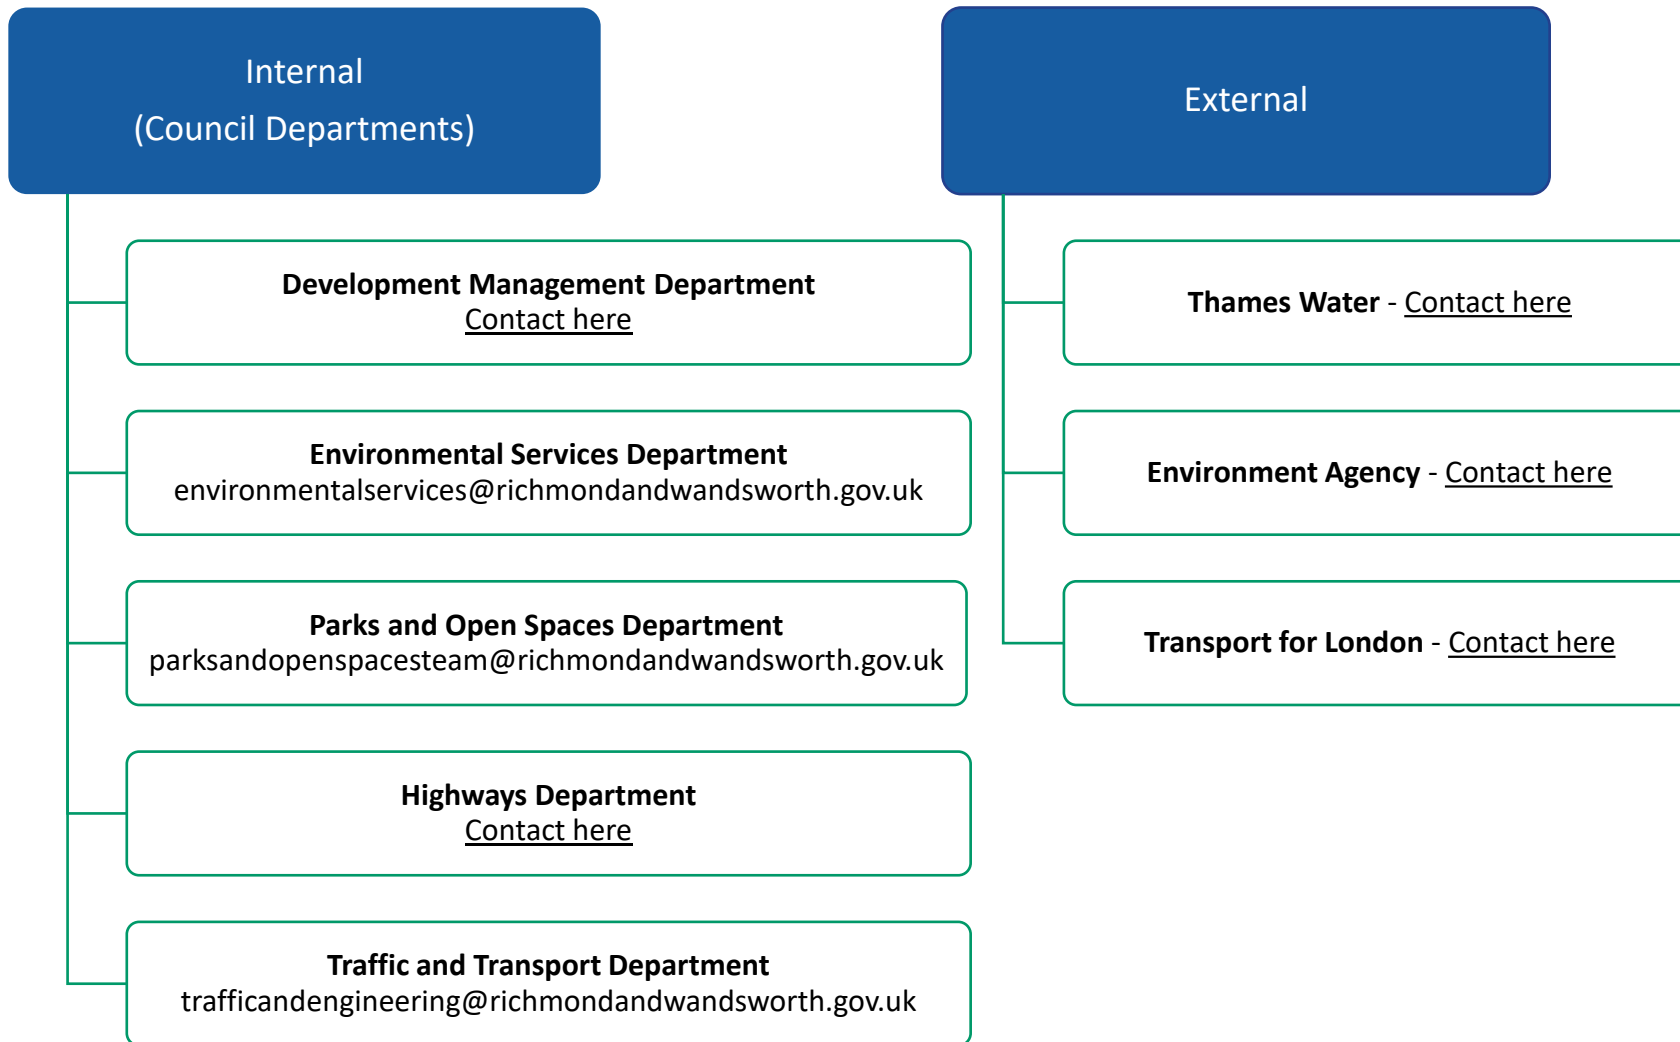 Internal
(Council Departments)
Development Management Department
Contact here
Environmental Services Department
environmentalservices@richmondandwandsworth.gov.uk
Parks and Open Spaces Department
parksandopenspacesteam@richmondandwandsworth.gov.uk
Highways Department
Contact here
Traffic and Transport Department
trafficandengineering@richmondandwandsworth.gov.uk
External
Thames Water - Contact here
Environment Agency - Contact here
Transport for London - Contact here